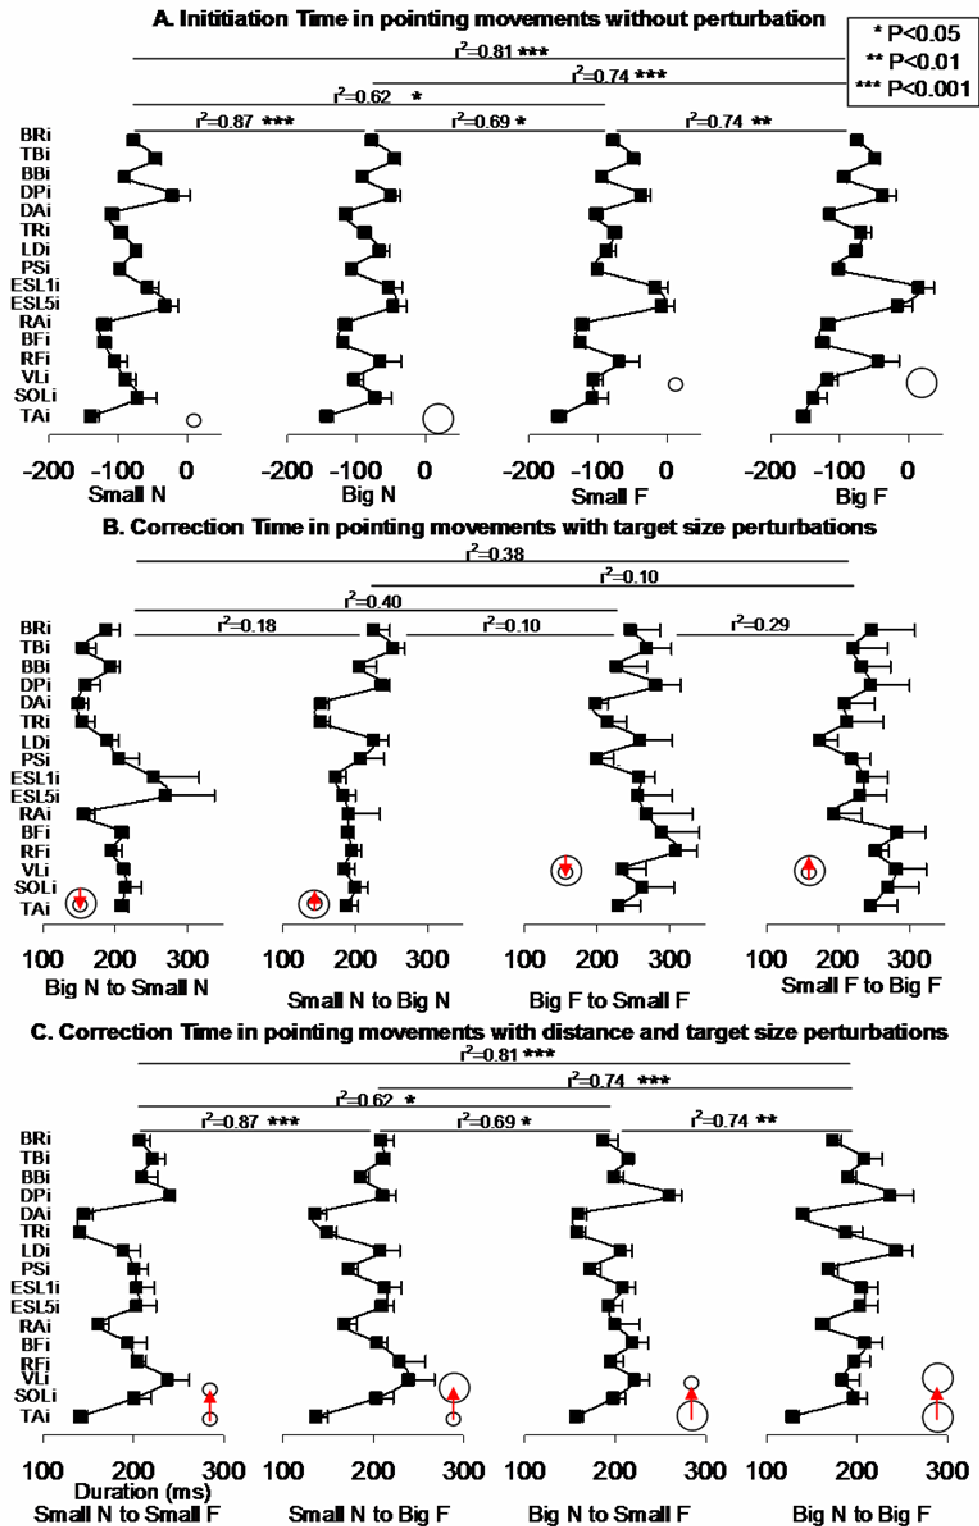 A. Inititiation Time in pointing movements without perturbation
* P<0.05
** P<0.01
*** P<0.001
r²=0.81 ***
r²=0.74 ***
r²=0.62 *
r²=0.87 *** r²=0.69 * r²=0.74 **
BRi
TBi
BBi
DPi
DAi
TRi
LDi
PSi
ESL1i
ESL5i
RAi
BFi
RFi
VLi
SOLi
TAi
-200 -100 0 -200 -100 0 -200 -100 0 -200 -100 0
Small N Big N Small F Big F
B. Correction Time in pointing movements with target size perturbations
r²=0.38
r²=0.10
r²=0.40
r²=0.18 r²=0.10 r²=0.29
BRi
TBi
BBi
DPi
DAi
TRi
LDi
PSi
ESL1i
ESL5i
RAi
BFi
RFi
VLi
SOLi
TAi
100 200 300 100 200 300 100 200 300 100 200 300
Big N to Small N Small N to Big N Big F to Small F Small F to Big F
C. Correction Time in pointing movements with distance and target size perturbations
r²=0.81 ***
r²=0.74 ***
r²=0.62 *
r²=0.87 *** r²=0.69 * r²=0.74 **
BRi
TBi
BBi
DPi
DAi
TRi
LDi
PSi
ESL1i
ESL5i
RAi
BFi
RFi
VLi
SOLi
TAi
100 200 300 100 200 300 100 200 300 100 200 300
Duration (ms)
Small N to Small F Small N to Big F Big N to Small F Big N to Big F